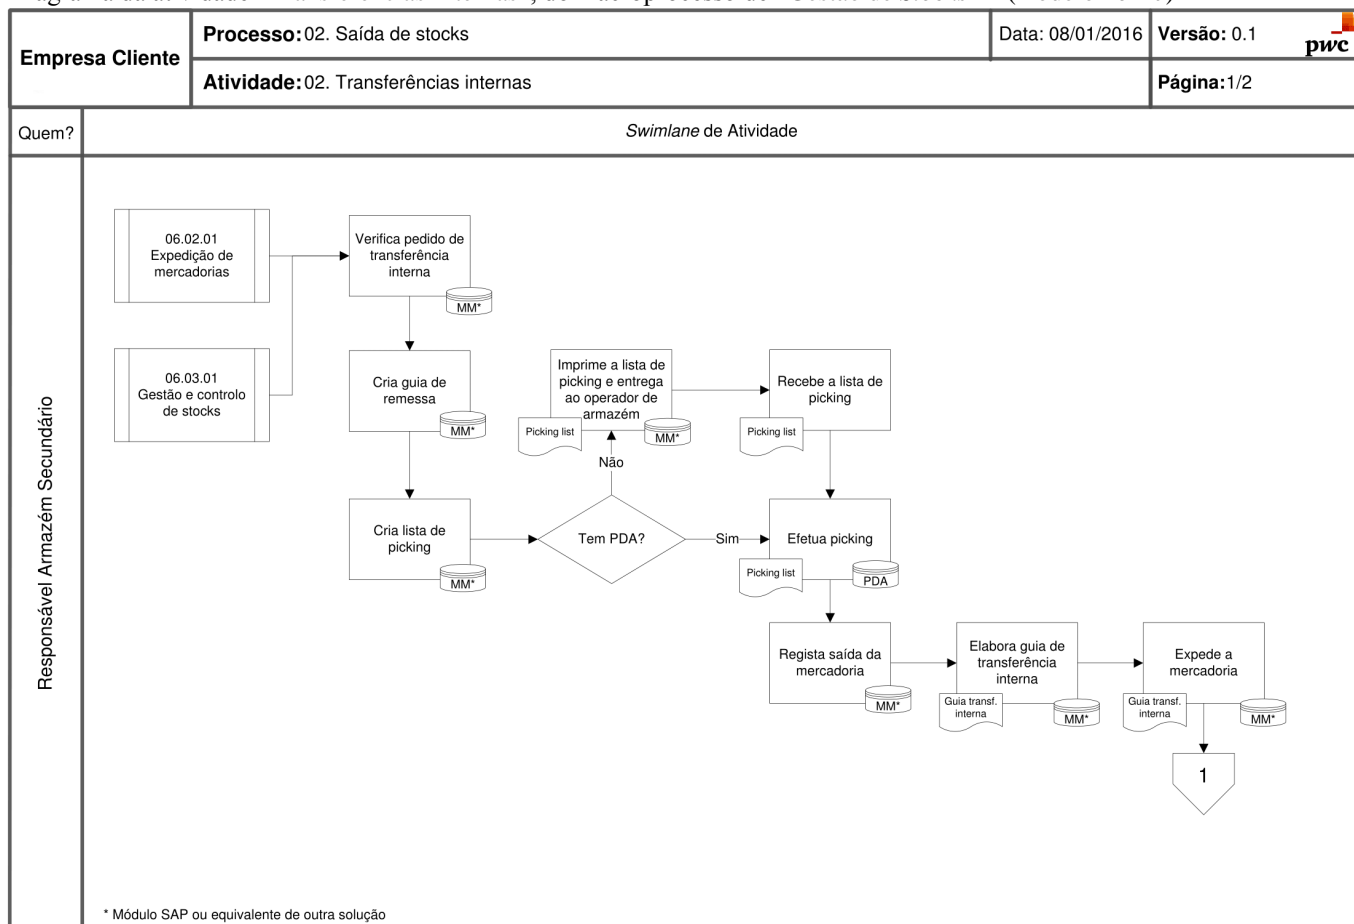 Empresa Cliente
Processo: 02. Saída de stocks
Data: 08/01/2016
Versão: 0.1
pwc
Atividade: 02. Transferências internas
Página:1/2
Quem?
Swimlane de Atividade
Responsável Armazém Secundário
06.02.01
Expedição de
mercadorias
Verifica pedido de
transferência
interna
MM*
06.03.01
Gestão e controlo
de stocks
Cria guia de
remessa
MM*
Imprime a lista de
picking e entrega
ao operador de
armazém
Picking list
MM*
Recebe a lista de
picking
Picking list
Não
Cria lista de
picking
MM*
Tem PDA?
Sim
Efetua picking
Picking list
PDA
Regista saída da
mercadoria
MM*
Elabora guia de
transferência
interna
Guia transf.
interna
MM*
Expede a
mercadoria
Guia transf.
interna
MM*
1
* Módulo SAP ou equivalente de outra solução